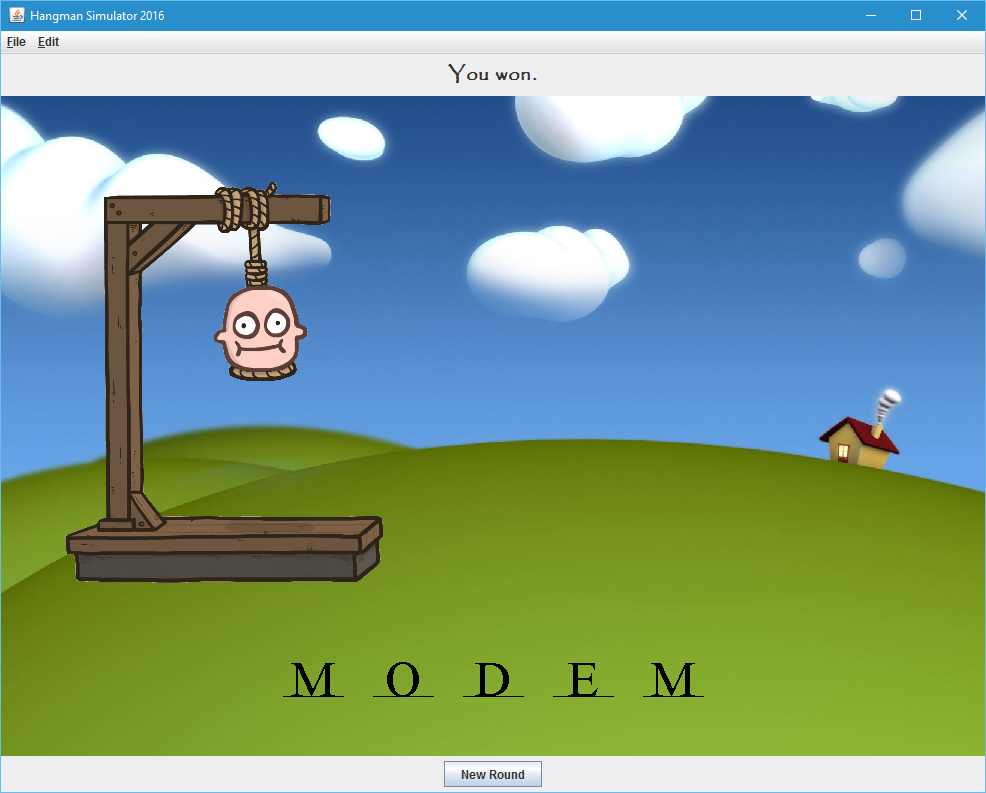 Hangman Simulator 2016
File Edit
You won.
M O D E M
New Round